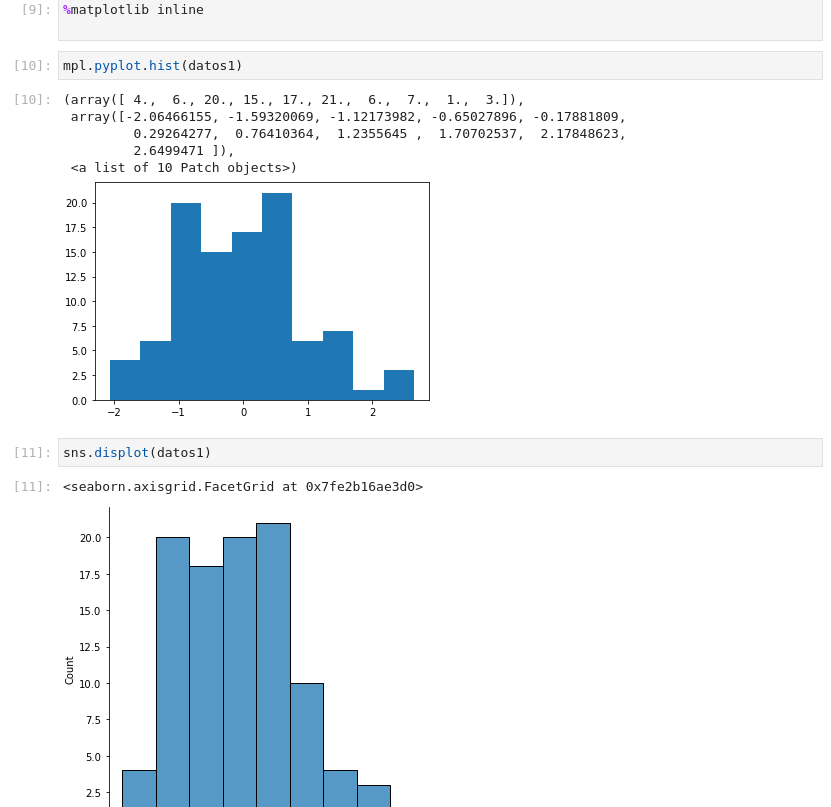 [9]: %matplotlib inline
[10]: mpl.pyplot.hist(datos1)
[10]: (array([ 4.,  6., 20., 15., 17., 21.,  6.,  7.,  1.,  3.]),
array([-2.06466155, -1.59320069, -1.12173982, -0.65027896, -0.17881809,
0.29264277,  0.76410364,  1.2355645 ,  1.70702537,  2.17848623,
2.6499471 ]),
<a list of 10 Patch objects>)
20.0
17.5
15.0
12.5
10.0
7.5
5.0
2.5
0.0
−2 −1 0 1 2
[11]: sns.displot(datos1)
[11]: <seaborn.axisgrid.FacetGrid at 0x7fe2b16ae3d0>
20.0
17.5
15.0
12.5
Count
10.0
7.5
5.0
2.5